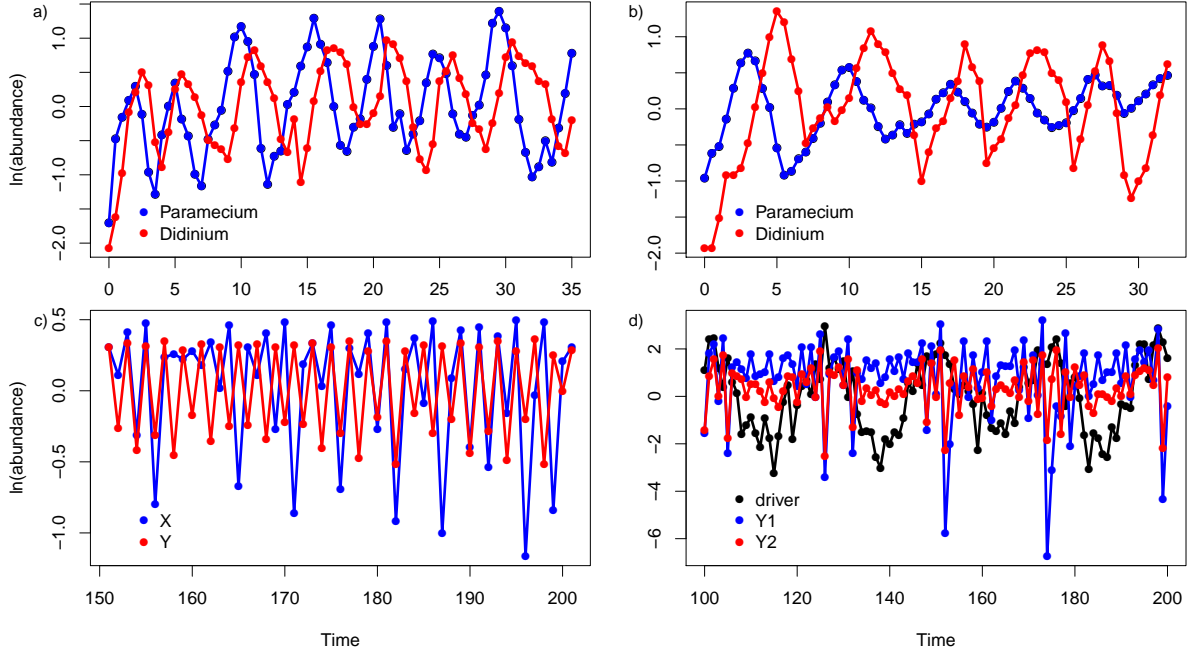 a)
ln(abundance)
1.0
0.0
−1.0
−2.0
Paramecium
Didinium
0 5 10 15 20 25 30 35
b)
1.0
0.0
−1.0
−2.0
Paramecium
Didinium
0 5 10 15 20 25 30
c)
ln(abundance)
0.5
0.0
−0.5
−1.0
X
Y
150 160 170 180 190 200
Time
d)
2
0
−2
−4
−6
driver
Y1
Y2
100 120 140 160 180 200
Time